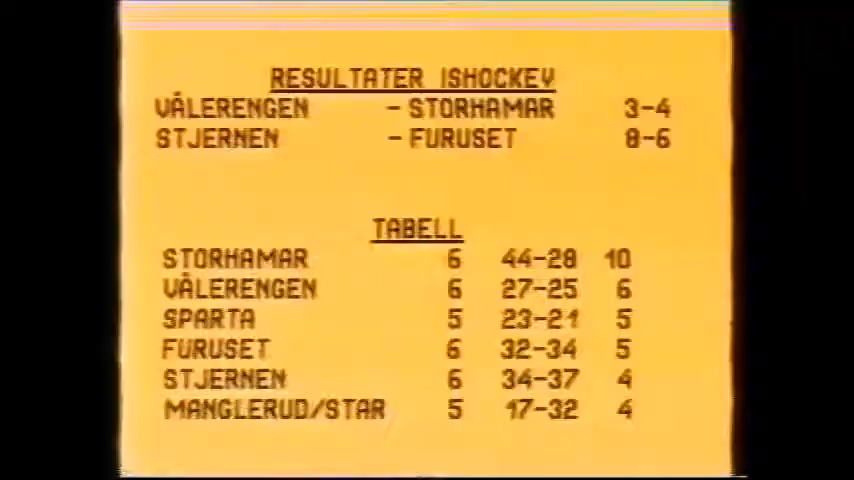 RESULTATER ISHOCKEY
VÅLERENGEN - STORHAMAR 3-4
STJERNEN - FURUSET 8-6
TABELL
STORHAMAR 6 44-28 10
VÅLERENGEN 6 27-25 6
SPARTA 5 23-21 5
FURUSET 6 32-34 5
STJERNEN 6 34-37 4
MANGLERUD/STAR 5 17-32 4